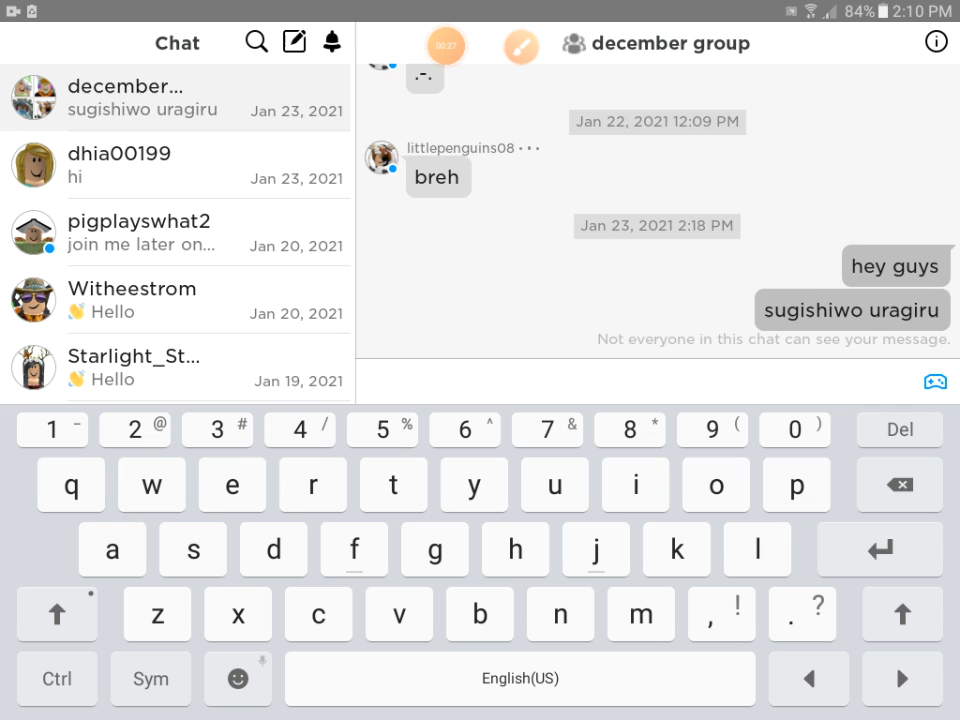 84% 2:10 PM
Chat
00:27
december group
december...
sugishiwo uragiru
Jan 23, 2021
dhia00199
hi
Jan 23, 2021
pigplayswhat2
join me later on...
Jan 20, 2021
Witheestrom
👋 Hello
Jan 20, 2021
Starlight_St...
👋 Hello
Jan 19, 2021
.-.
Jan 22, 2021 12:09 PM
littlepenguins08 • • •
breh
Jan 23, 2021 2:18 PM
hey guys
sugishiwo uragiru
Not everyone in this chat can see your message.
1 - 2 @ 3 # 4 / 5 % 6 ^ 7 & 8 * 9 ( 0 ) Del
q w e r t y u i o p
a s d f g h j k l
z x c v b n m , ! . ?
Ctrl Sym English(US)